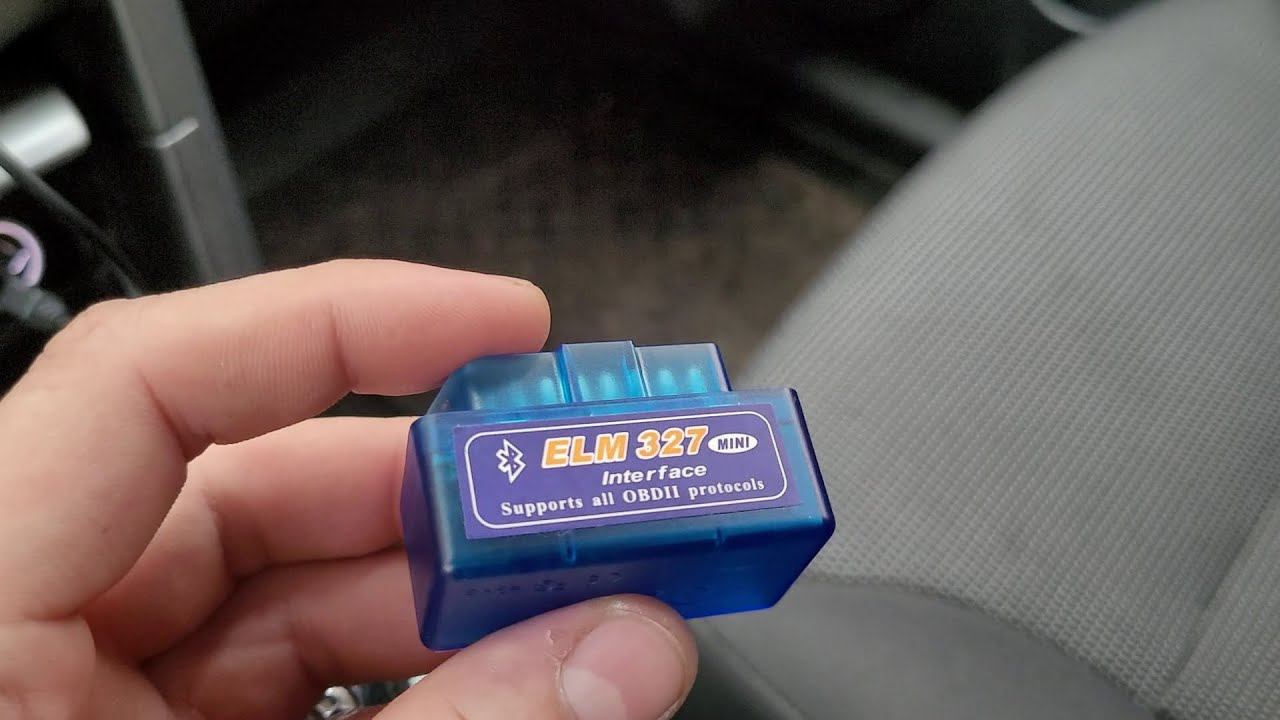 ELM 327 MINI
Interface
Supports all OBDII protocols